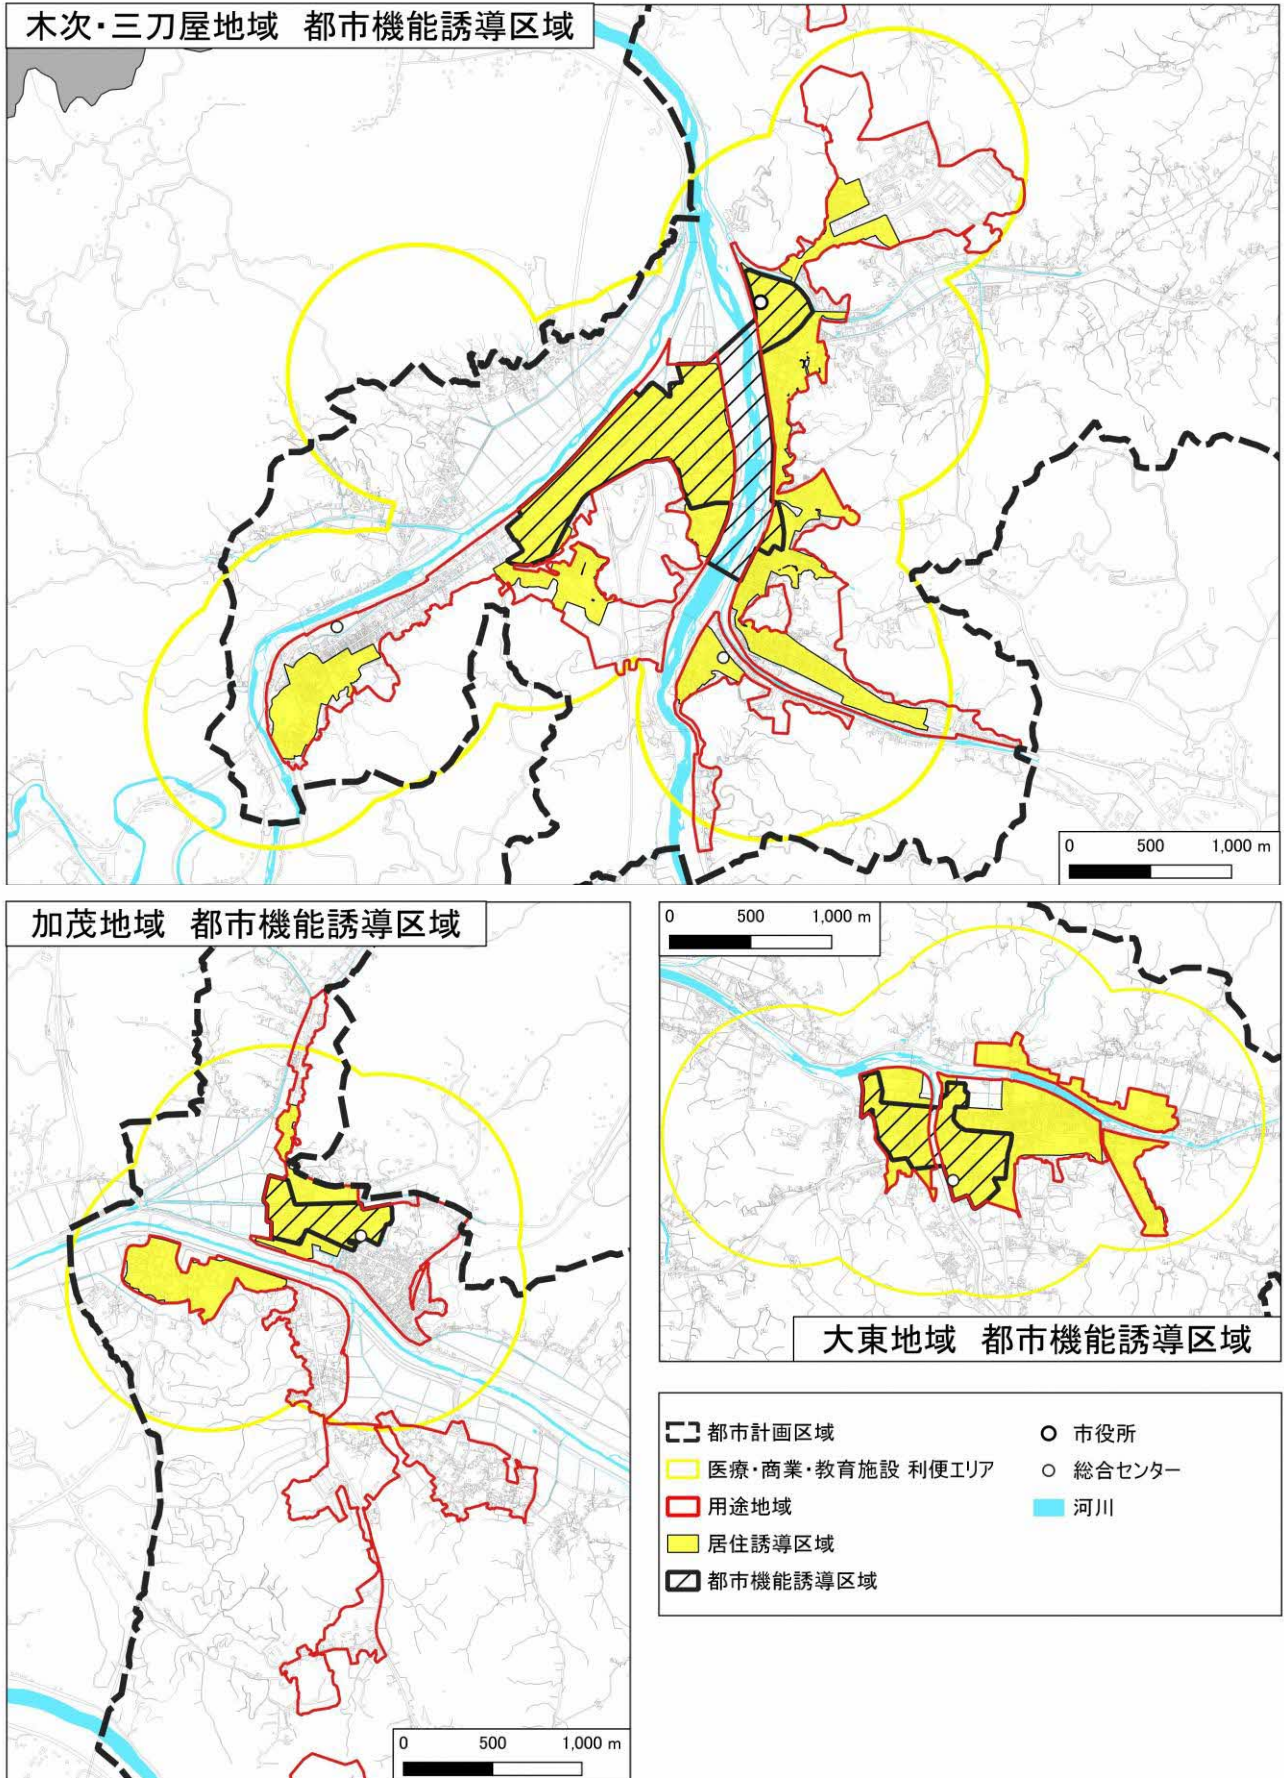 木次・三刀屋地域 都市機能誘導区域
0 500 1,000 m
加茂地域 都市機能誘導区域
0 500 1,000 m
0 500 1,000 m
大東地域 都市機能誘導区域
都市計画区域
医療・商業・教育施設 利便エリア
用途地域
居住誘導区域
都市機能誘導区域
市役所
総合センター
河川